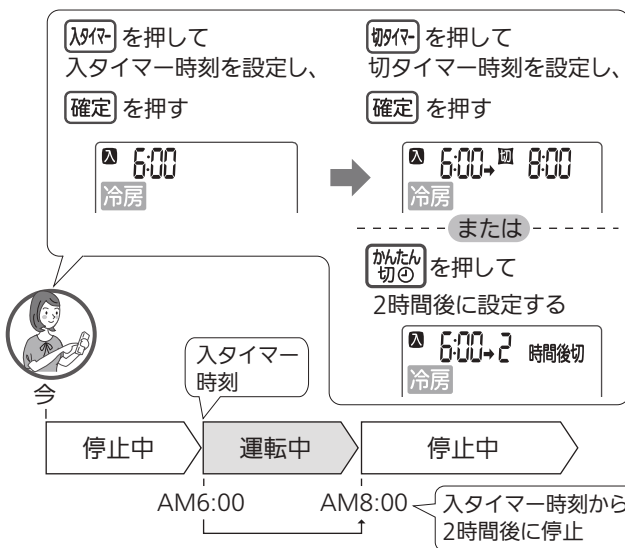 入タイマー を押して
入タイマー時刻を設定し、
確定 を押す
入 6:00
冷房
切タイマー を押して
切タイマー時刻を設定し、
確定 を押す
入 6:00→切 8:00
冷房
または
かんたん
切 を押して
2時間後に設定する
入 6:00→2 時間後切
冷房
今
入タイマー
時刻
停止中 運転中 停止中
AM6:00 AM8:00
入タイマー時刻から
2時間後に停止